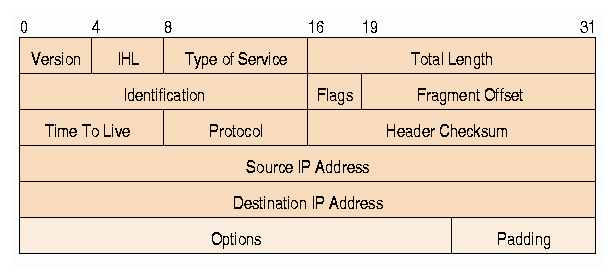 0 4 8 16 19 31
Version IHL Type of Service Total Length
Identification Flags Fragment Offset
Time To Live Protocol Header Checksum
Source IP Address
Destination IP Address
Options Padding